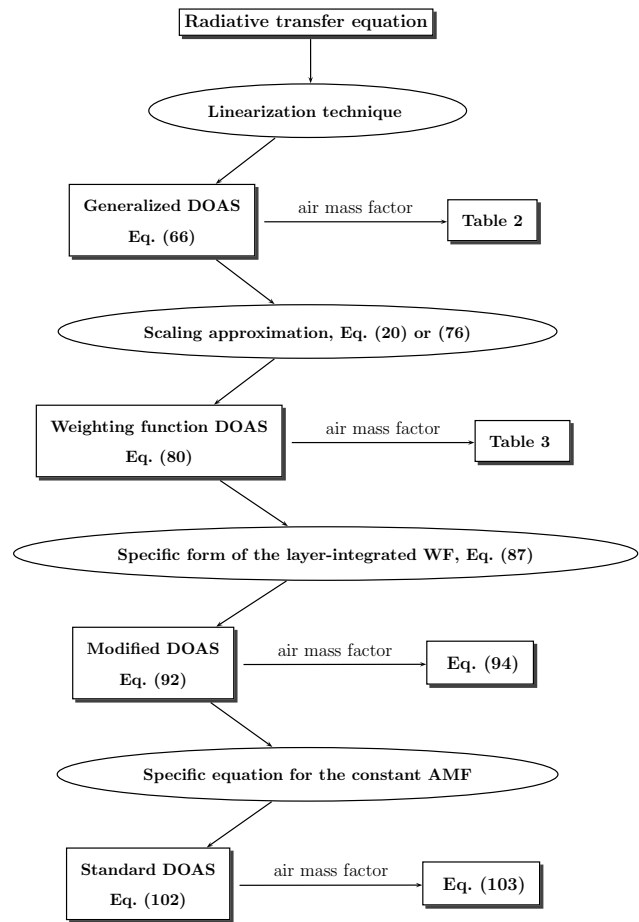 Radiative transfer equation
Linearization technique
Generalized DOAS
Eq. (66)
air mass factor
Table 2
Scaling approximation, Eq. (20) or (76)
Weighting function DOAS
Eq. (80)
air mass factor
Table 3
Specific form of the layer-integrated WF, Eq. (87)
Modified DOAS
Eq. (92)
air mass factor
Eq. (94)
Specific equation for the constant AMF
Standard DOAS
Eq. (102)
air mass factor
Eq. (103)